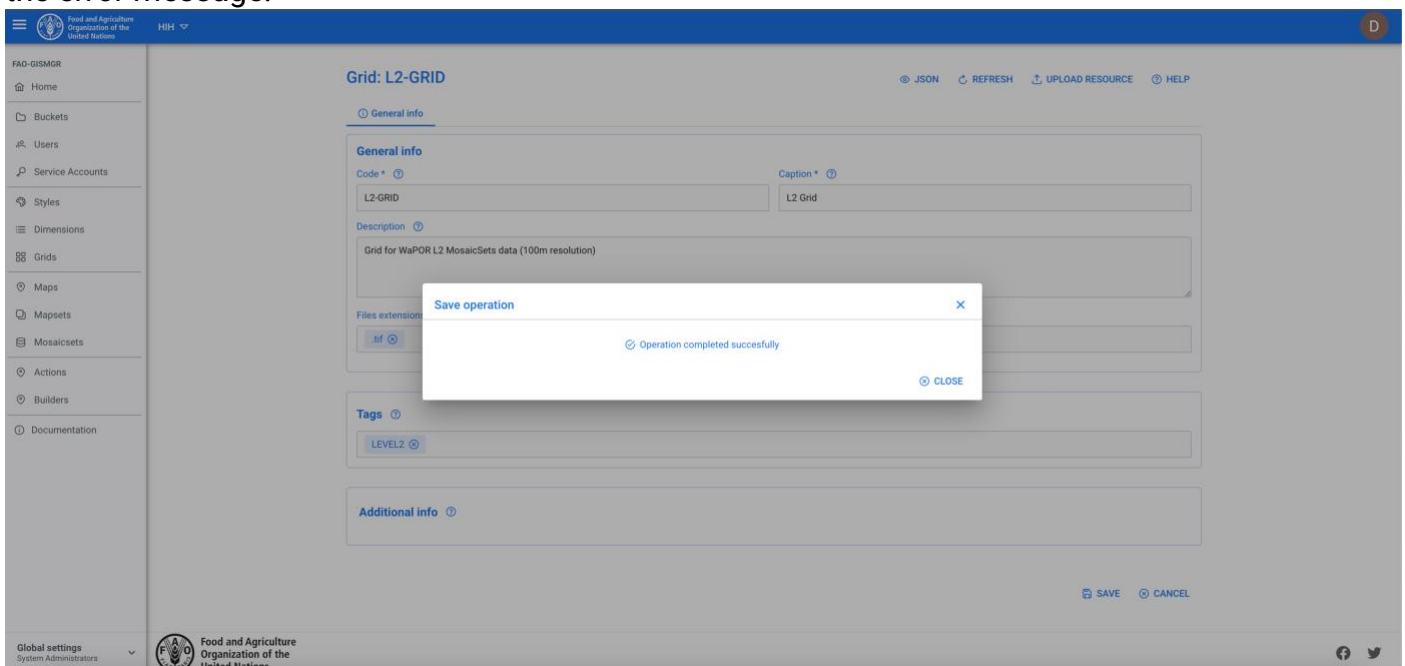 the error message.
Food and Agriculture
Organization of the
United Nations
HIH
D
FAO-GISMGR
Home
Buckets
Users
Service Accounts
Styles
Dimensions
Grids
Maps
Mapsets
Mosaicsets
Actions
Builders
Documentation
Global settings
System Administrators
Grid: L2-GRID
JSON REFRESH UPLOAD RESOURCE HELP
General info
General info
Code * Caption *
L2-GRID L2 Grid
Description
Grid for WaPOR L2 MosaicSets data (100m resolution)
Files extension
.tif
Save operation
Operation completed succesfully
CLOSE
Tags
LEVEL2
Additional info
SAVE CANCEL
Food and Agriculture
Organization of the
United Nations